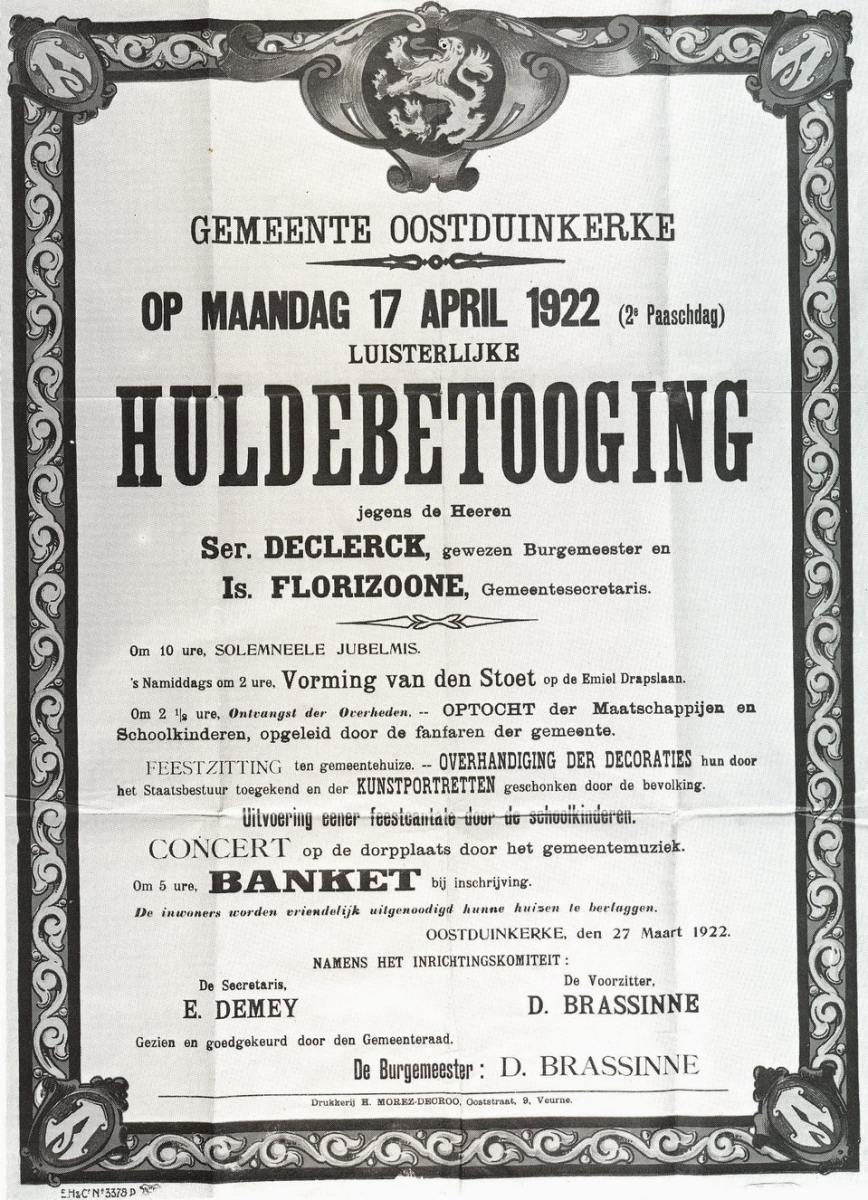 GEMEENTE OOSTDUINKERKE
OP MAANDAG 17 APRIL 1922 (2e Paaschdag)
LUISTERLIJKE
HULDEBETOOGING
jegens de Heeren
Ser. DECLERCK, gewezen Burgemeester en
Is. FLORIZOONE, Gemeentesecretaris.
Om 10 ure, SOLEMNEELE JUBELMIS.
's Namiddags om 2 ure, Vorming van den Stoet op de Emiel Drapslaan.
Om 2 1/2 ure, Ontvangst der Overheden. -- OPTOCHT der Maatschappijen en
Schoolkinderen, opgeleid door de fanfaren der gemeente.
FEESTZITTING ten gemeentehuize. -- OVERHANDIGING DER DECORATIES hun door
het Staatsbestuur toegekend en der KUNSTPORTRETTEN geschonken door de bevolking.
Uitvoering eener feestcantate door de schoolkinderen.
CONCERT op de dorpplaats door het gemeentemuziek.
Om 5 ure, BANKET bij inschrijving.
De inwoners worden vriendelijk uitgenoodigd hunne huizen te bevlaggen.
OOSTDUINKERKE, den 27 Maart 1922.
NAMENS HET INRICHTINGSKOMITEIT :
De Secretaris,
E. DEMEY
De Voorzitter,
D. BRASSINNE
Gezien en goedgekeurd door den Gemeenteraad.
De Burgemeester : D. BRASSINNE
Drukkerij H. MOREZ-DECROO, Ooststraat, 9, Veurne.
E.H&Co No 3378 D